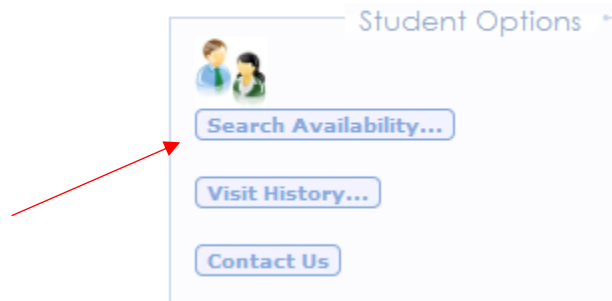 Student Options
Search Availability...
Visit History...
Contact Us